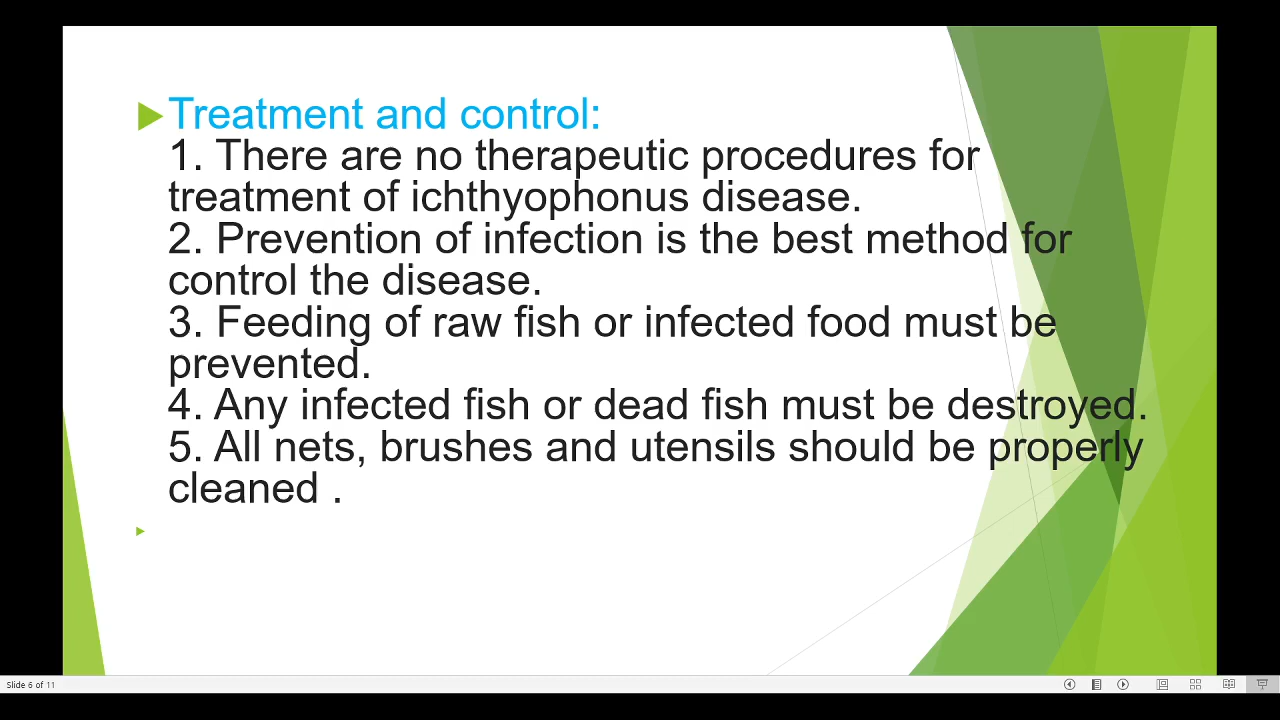 Treatment and control:
1. There are no therapeutic procedures for
treatment of ichthyophonus disease.
2. Prevention of infection is the best method for
control the disease.
3. Feeding of raw fish or infected food must be
prevented.
4. Any infected fish or dead fish must be destroyed.
5. All nets, brushes and utensils should be properly
cleaned .
Slide 6 of 11